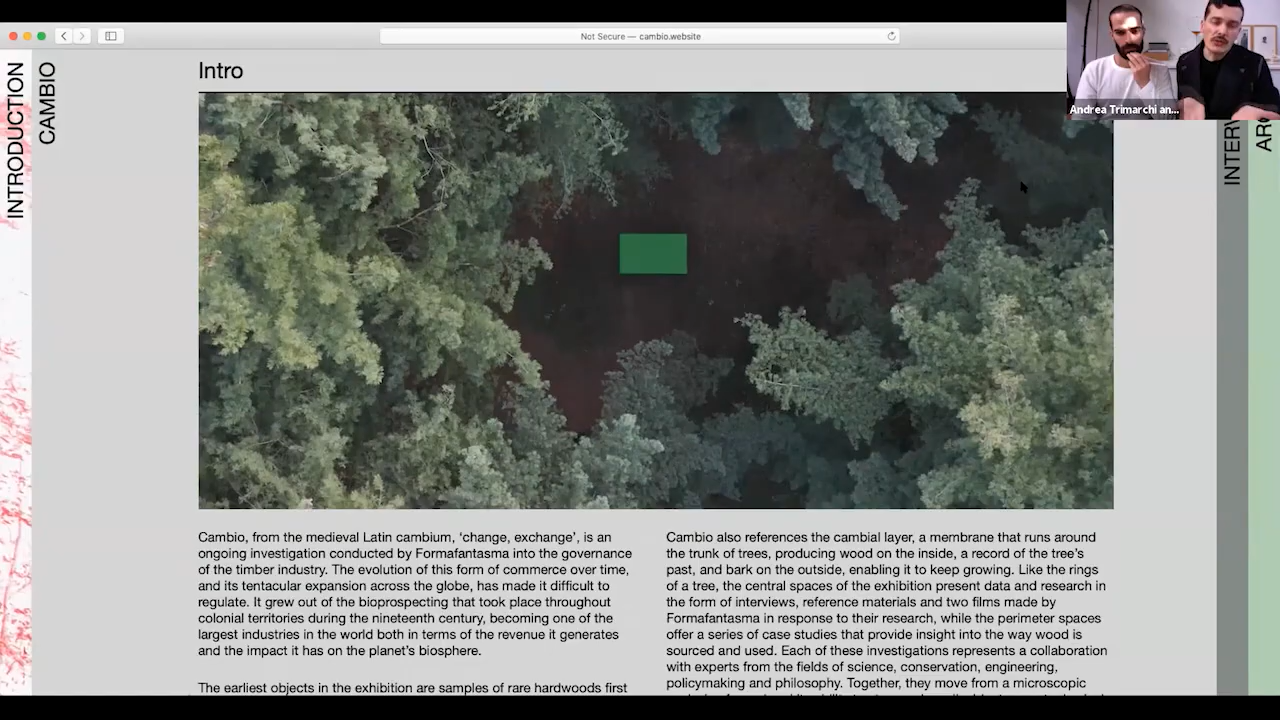 Not Secure — cambio.website
INTRODUCTION
CAMBIO
Intro
Andrea Trimarchi an...
INTERV
ARC
Cambio, from the medieval Latin cambium, ‘change, exchange’, is an
ongoing investigation conducted by Formafantasma into the governance
of the timber industry. The evolution of this form of commerce over time,
and its tentacular expansion across the globe, has made it difficult to
regulate. It grew out of the bioprospecting that took place throughout
colonial territories during the nineteenth century, becoming one of the
largest industries in the world both in terms of the revenue it generates
and the impact it has on the planet’s biosphere.
The earliest objects in the exhibition are samples of rare hardwoods first
Cambio also references the cambial layer, a membrane that runs around
the trunk of trees, producing wood on the inside, a record of the tree’s
past, and bark on the outside, enabling it to keep growing. Like the rings
of a tree, the central spaces of the exhibition present data and research in
the form of interviews, reference materials and two films made by
Formafantasma in response to their research, while the perimeter spaces
offer a series of case studies that provide insight into the way wood is
sourced and used. Each of these investigations represents a collaboration
with experts from the fields of science, conservation, engineering,
policymaking and philosophy. Together, they move from a microscopic